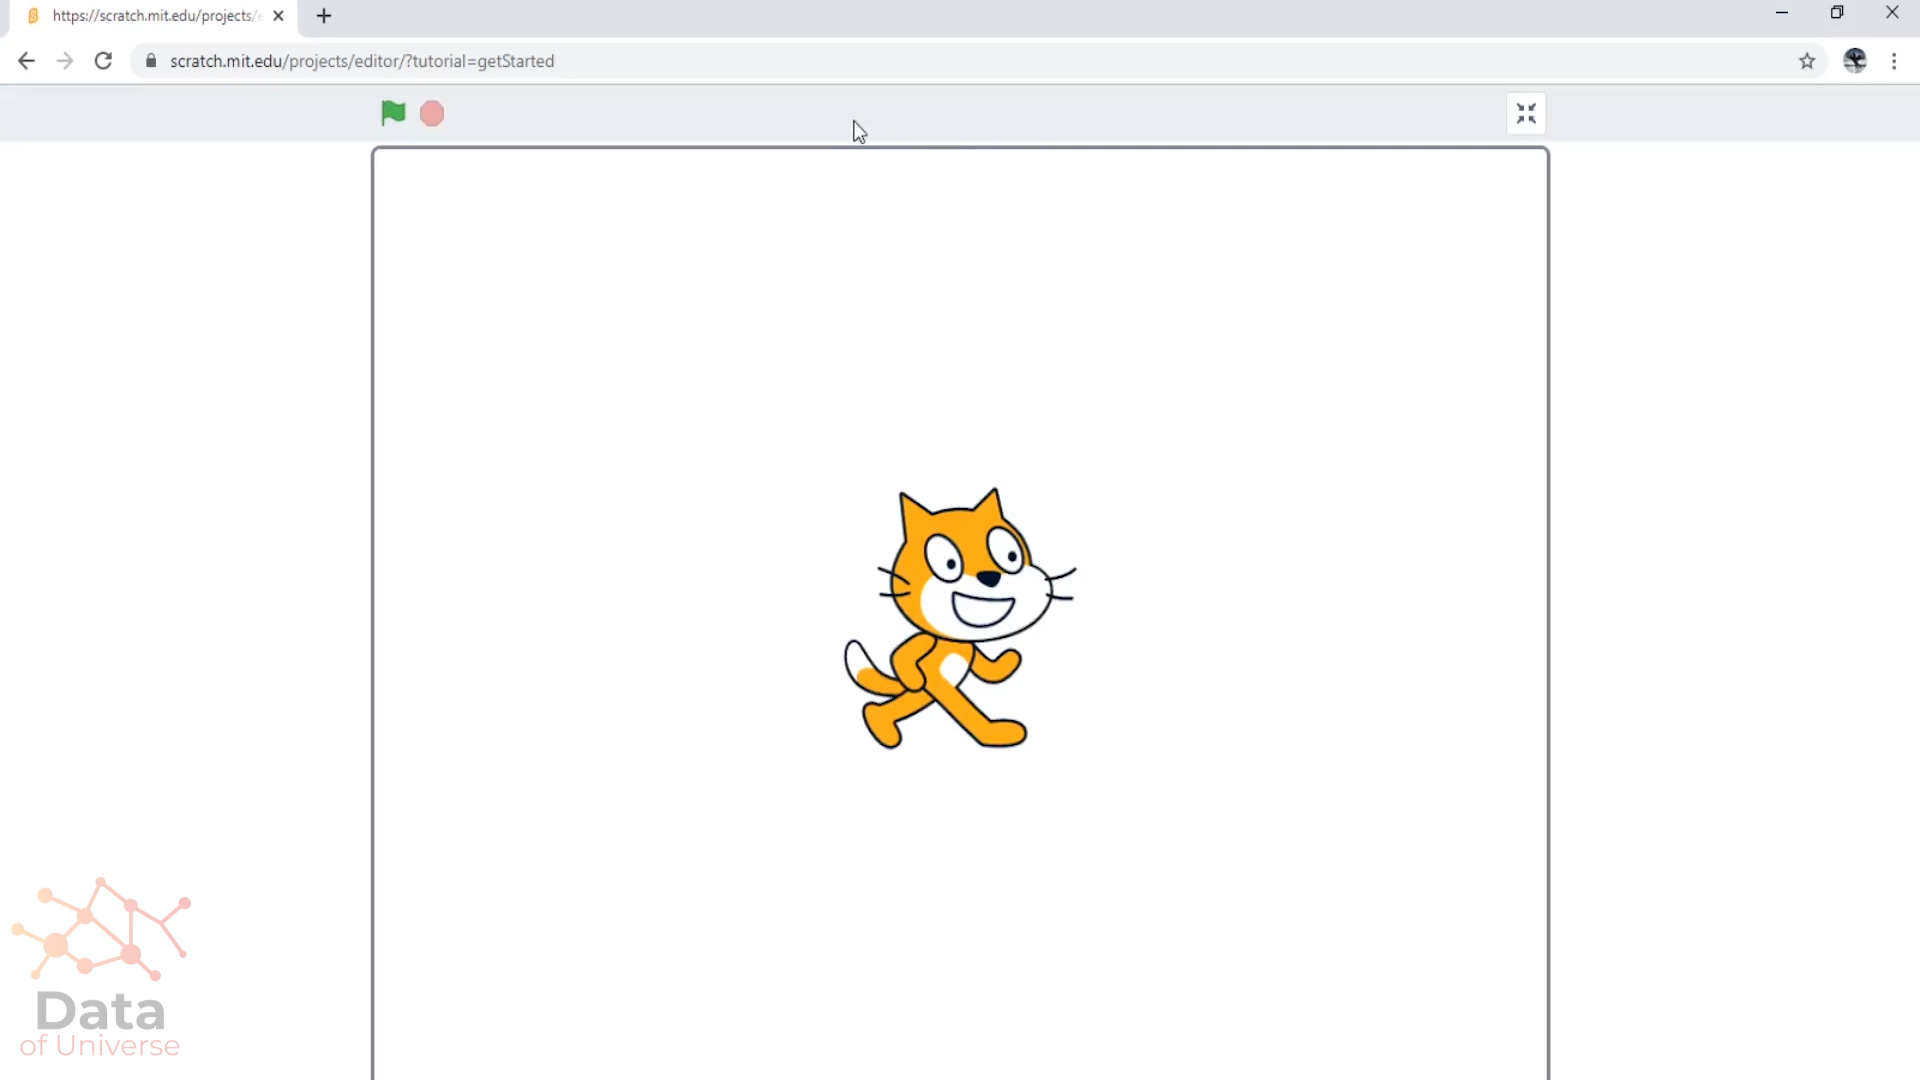 https://scratch.mit.edu/projects/e
scratch.mit.edu/projects/editor/?tutorial=getStarted
Data
of Universe